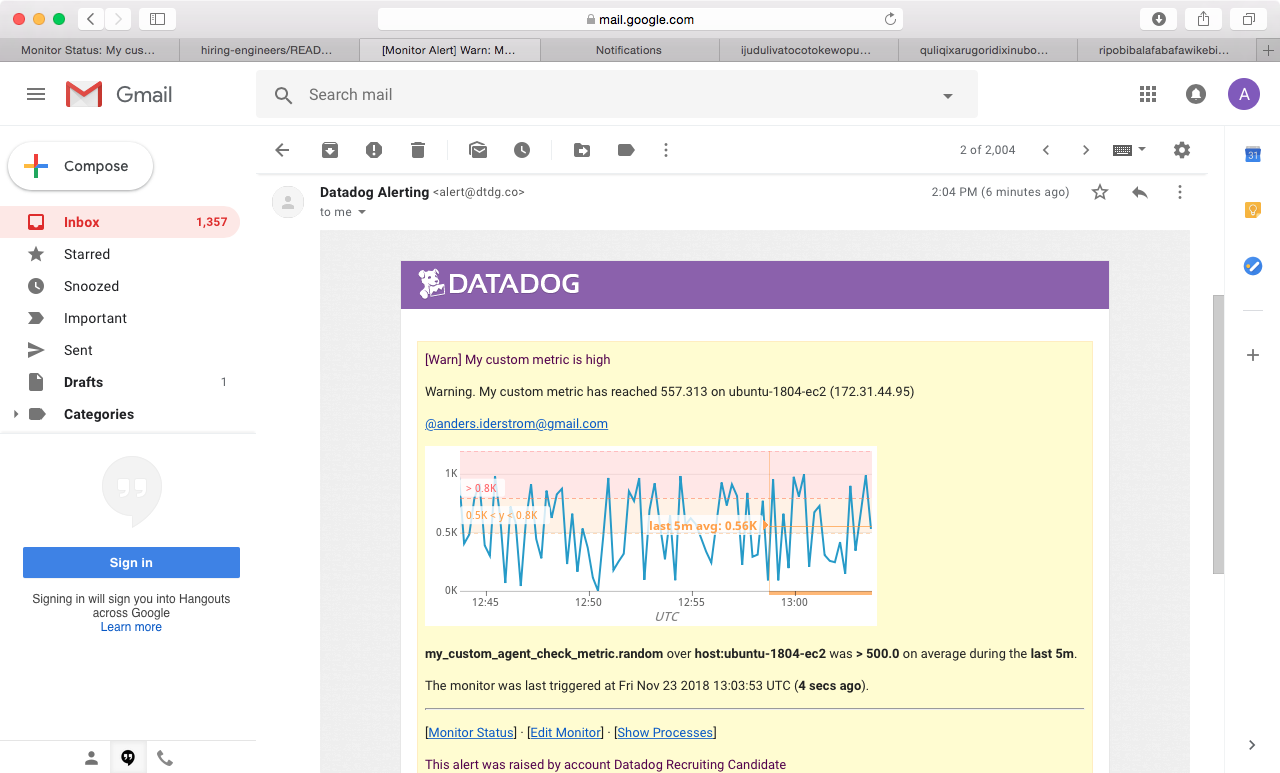 mail.google.com
Monitor Status: My cus…
hiring-engineers/READ…
[Monitor Alert] Warn: M…
Notifications
ijudulivatocotokewopu…
quliqixarugoridixinubo…
ripobibalafabafawikebi…
Gmail
Search mail
A
Compose
2 of 2,004
31
Inbox 1,357
Starred
Snoozed
Important
Sent
Drafts 1
Categories
Sign in
Signing in will sign you into Hangouts
across Google
Learn more
Datadog Alerting <alert@dtdg.co>
2:04 PM (6 minutes ago)
to me
DATADOG
[Warn] My custom metric is high
Warning. My custom metric has reached 557.313 on ubuntu-1804-ec2 (172.31.44.95)
@anders.iderstrom@gmail.com
1K
> 0.8K
0.5K < y < 0.8K
last 5m avg: 0.56K
0.5K
0K
12:45 12:50 12:55 13:00
UTC
my_custom_agent_check_metric.random over host:ubuntu-1804-ec2 was > 500.0 on average during the last 5m.
The monitor was last triggered at Fri Nov 23 2018 13:03:53 UTC (4 secs ago).
[Monitor Status] · [Edit Monitor] · [Show Processes]
This alert was raised by account Datadog Recruiting Candidate